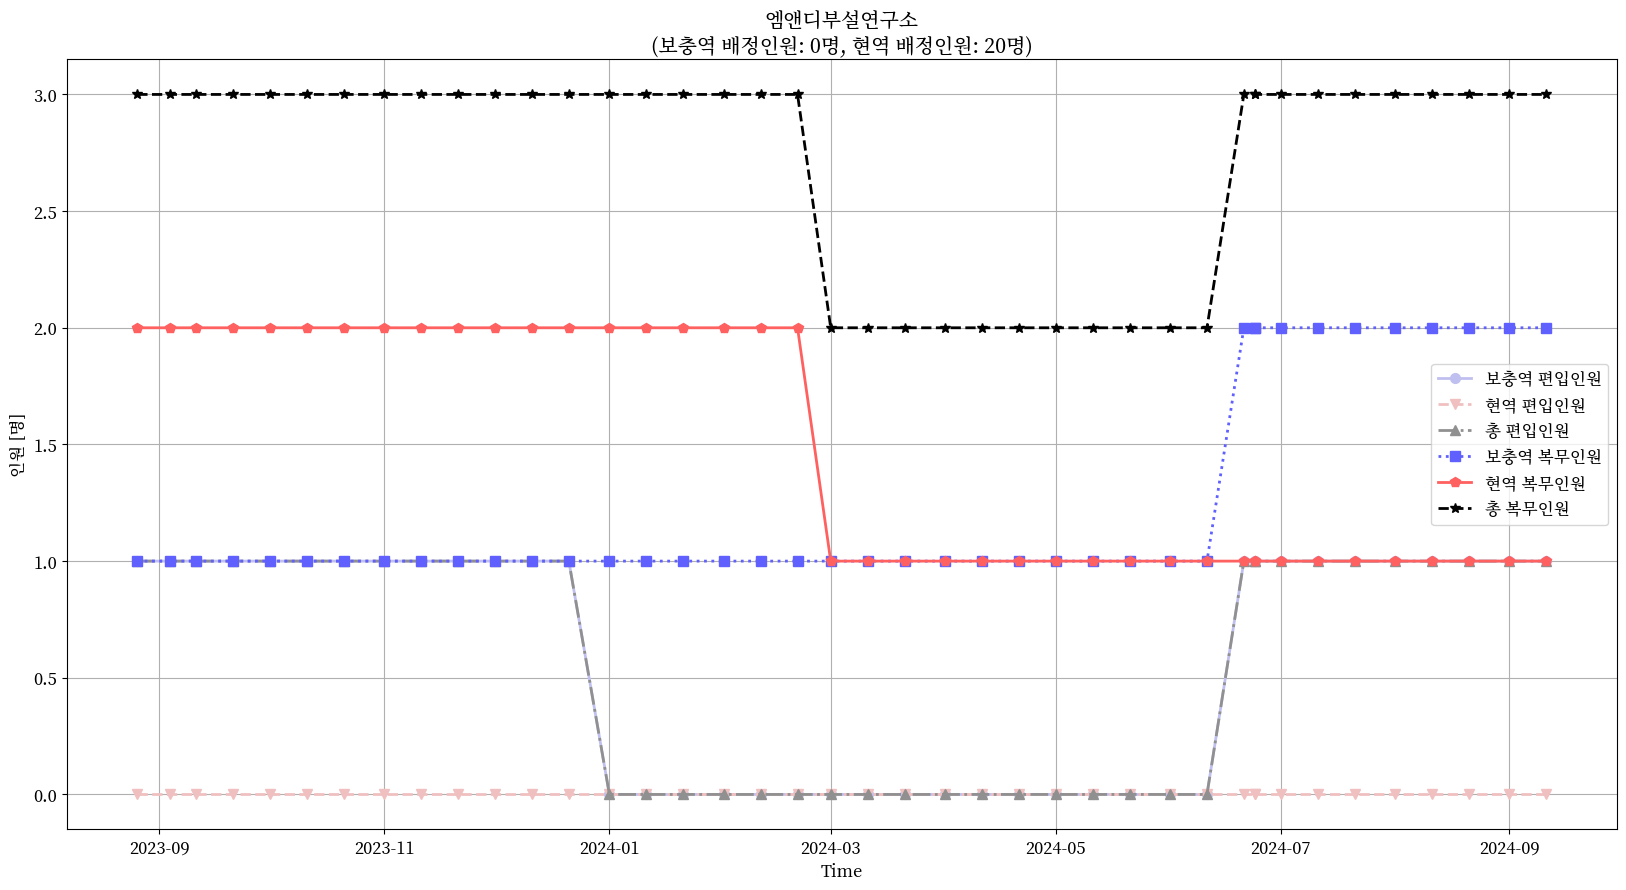 엠앤디부설연구소
(보충역 배정인원: 0명, 현역 배정인원: 20명)
인원 [명]
3.0
2.5
2.0
1.5
1.0
0.5
0.0
보충역 편입인원
현역 편입인원
총 편입인원
보충역 복무인원
현역 복무인원
총 복무인원
2023-09
2023-11
2024-01
2024-03
2024-05
2024-07
2024-09
Time